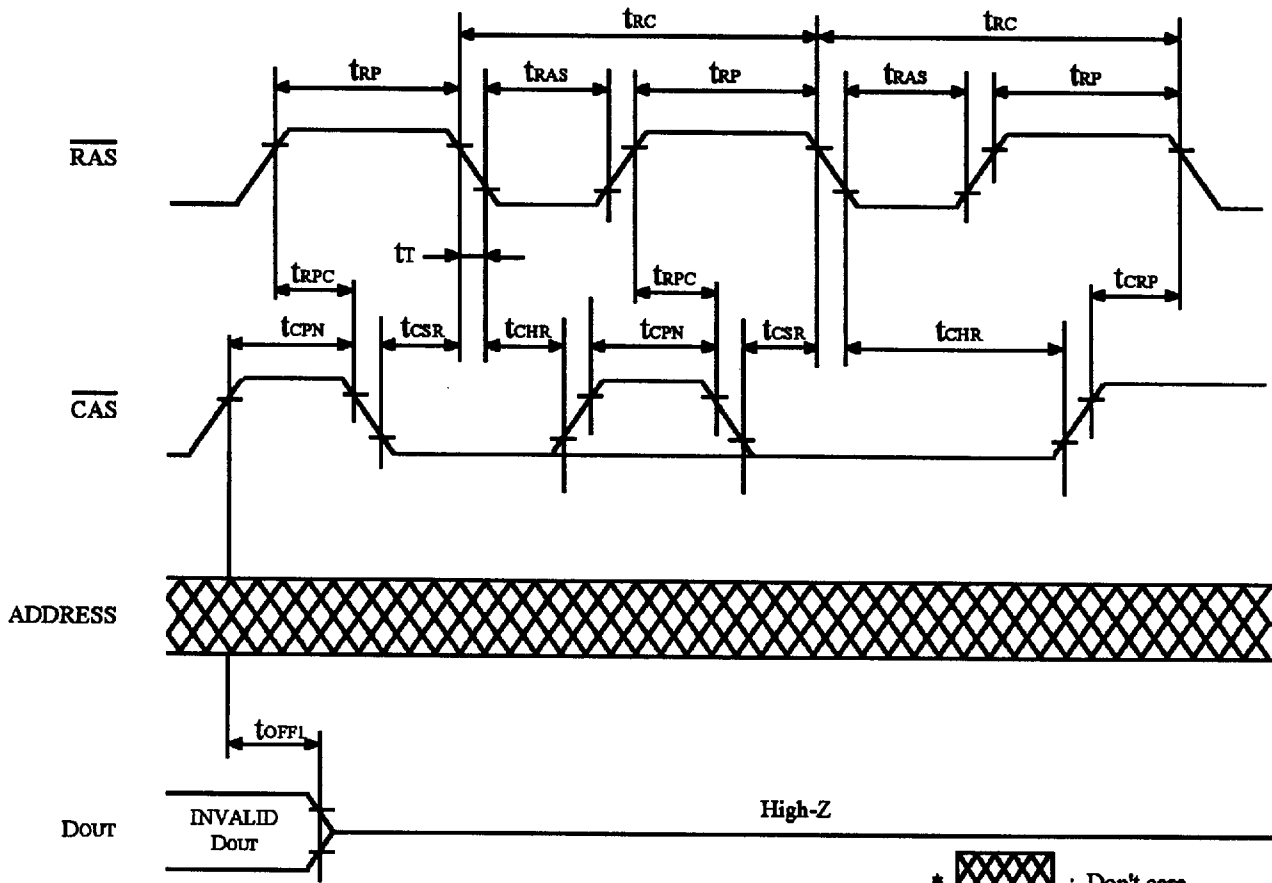 tRC tRC
tRP tRAS tRP tRAS tRP
RAS
tT
tRPC tRPC tCRP
tCPN tCSR tCHR tCPN tCSR tCHR
CAS
ADDRESS
tOFF1
High-Z
DOUT INVALID
DOUT
* : Don't care